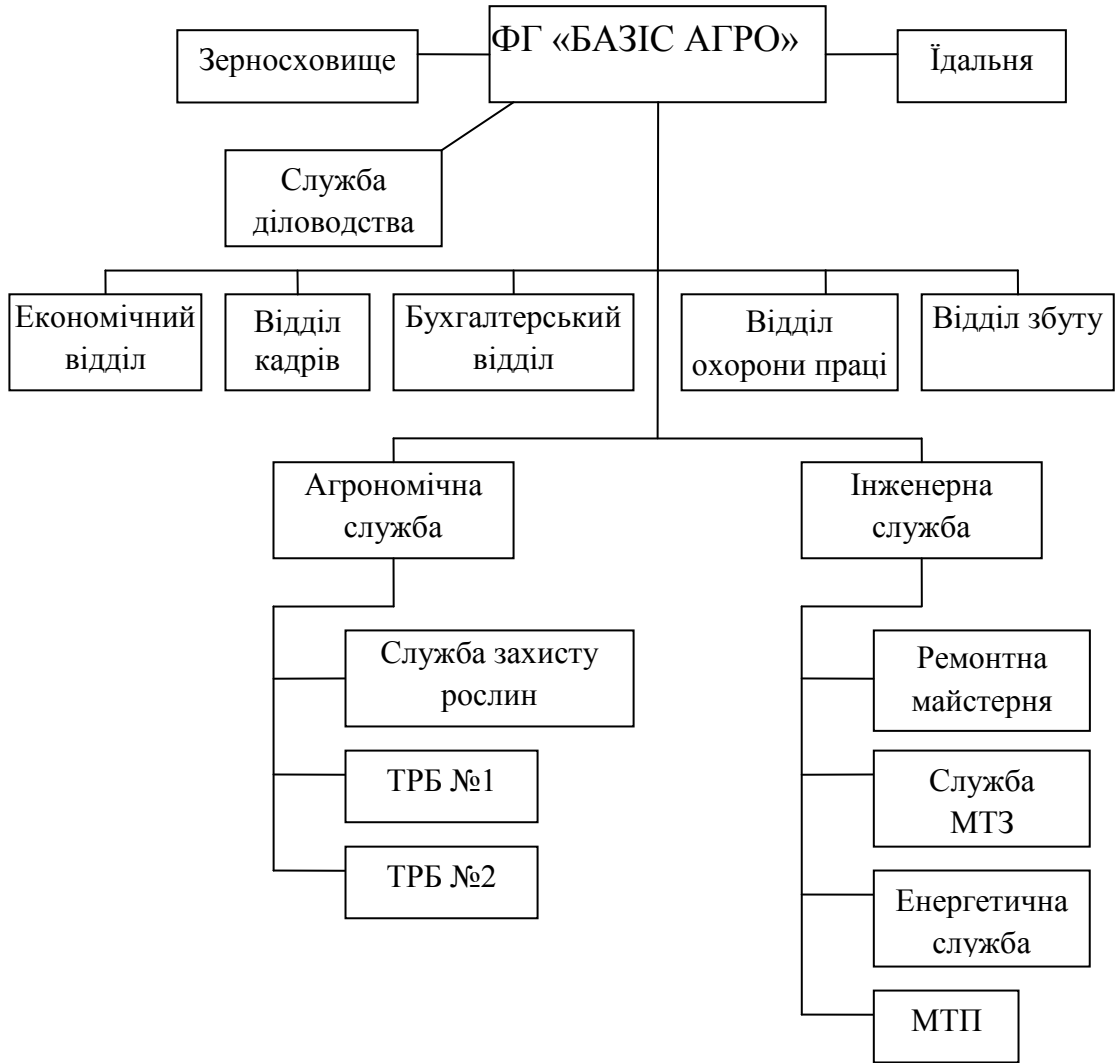 ФГ «БАЗІС АГРО»
Зерносховище
Їдальня
Служба
діловодства
Економічний
відділ
Відділ
кадрів
Бухгалтерський
відділ
Відділ
охорони праці
Відділ збуту
Агрономічна
служба
Інженерна
служба
Служба захисту
рослин
ТРБ №1
ТРБ №2
Ремонтна
майстерня
Служба
МТЗ
Енергетична
служба
МТП